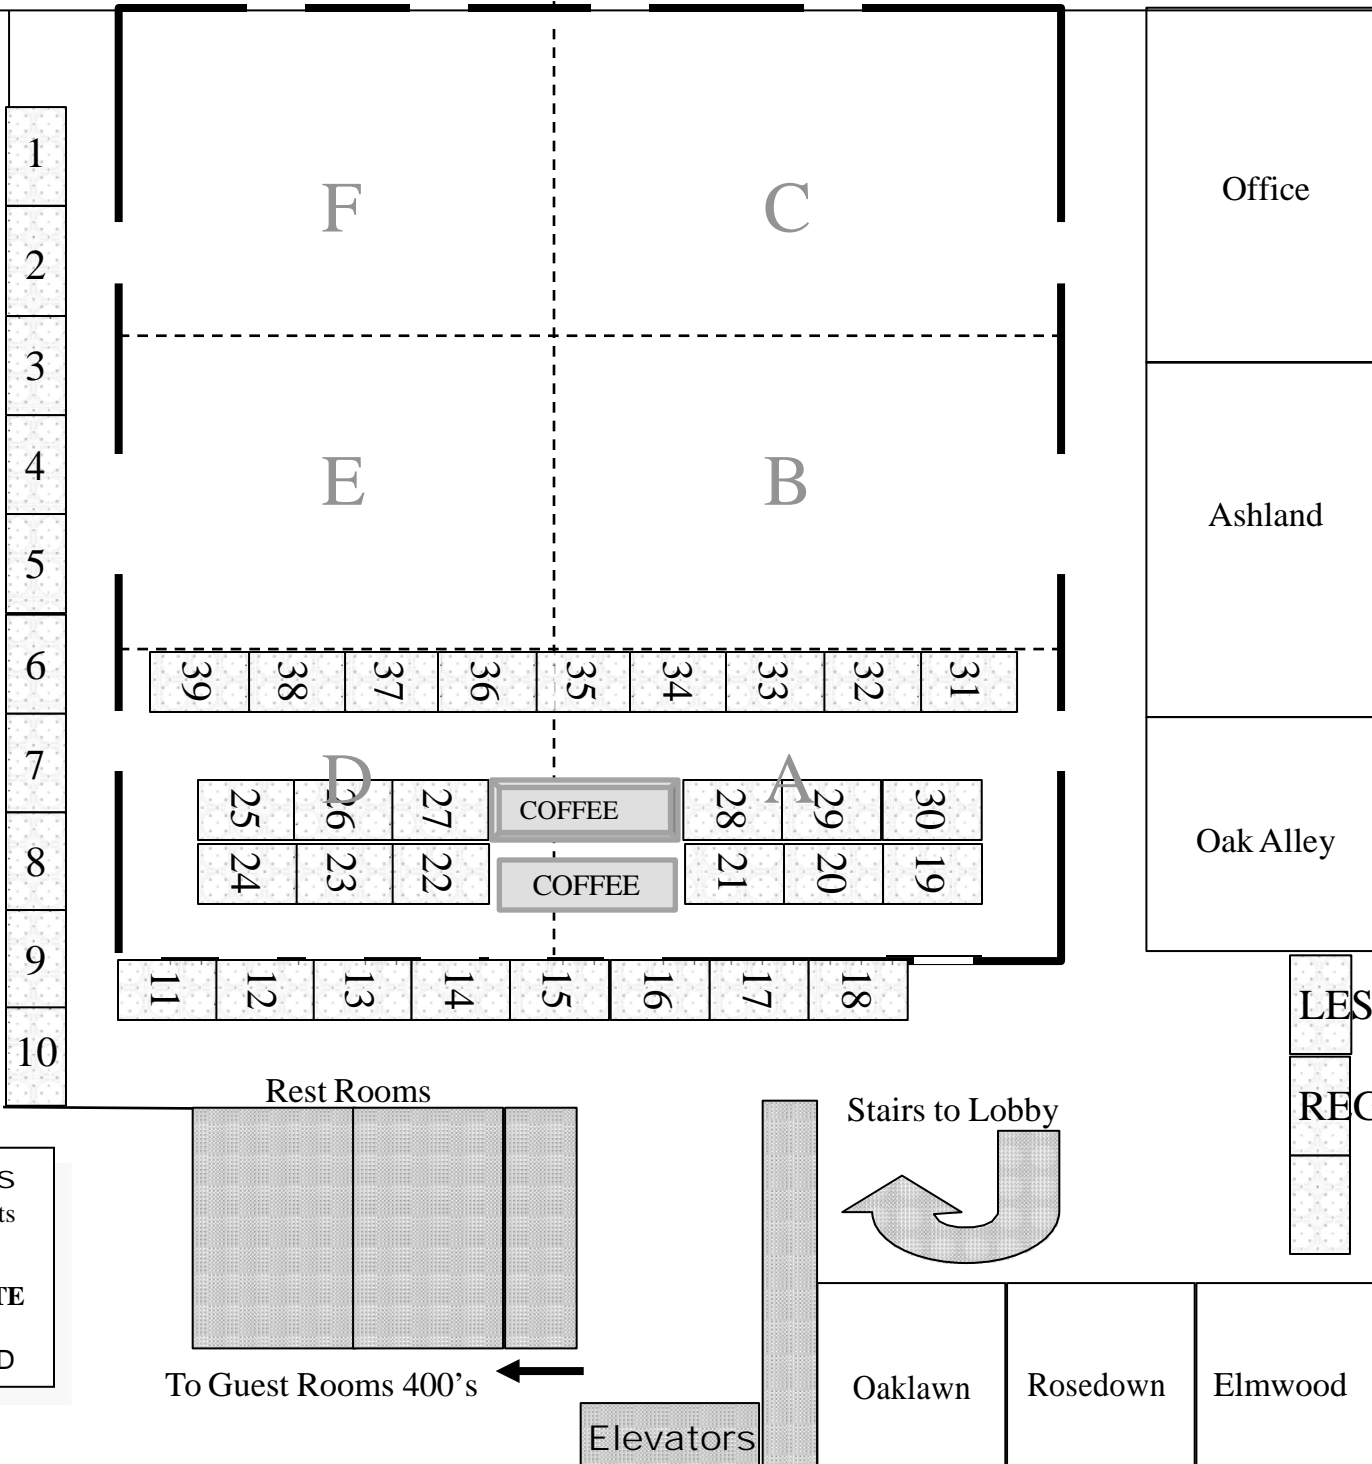 F
C
Office
1
2
3
4
5
6
7
8
9
10
E
B
Ashland
39 38 37 36 35 34 33 32 31
D
A
25 26 27 COFFEE 28 29 30
24 23 22 COFFEE 21 20 19
Oak Alley
11 12 13 14 15 16 17 18
LES
REC
Rest Rooms
Stairs to Lobby
S
ts
TE
D
To Guest Rooms 400's
Elevators
Oaklawn
Rosedown
Elmwood